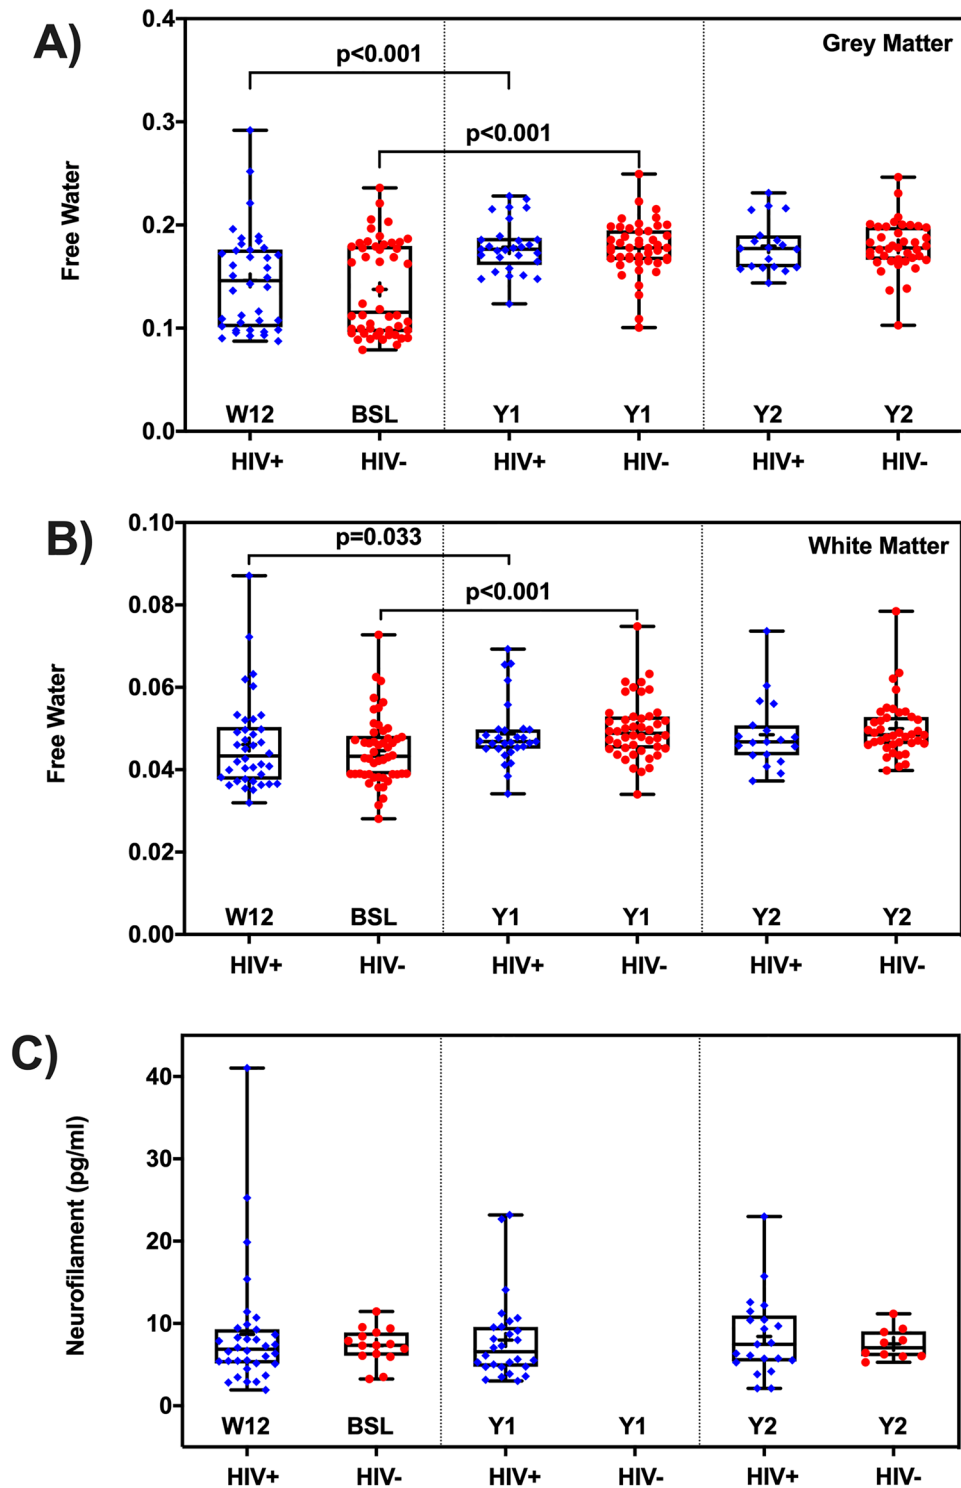 A)
Grey Matter
p<0.001
p<0.001
Free Water
0.4
0.3
0.2
0.1
0.0
W12 BSL Y1 Y1 Y2 Y2
HIV+ HIV- HIV+ HIV- HIV+ HIV-
B)
White Matter
p=0.033
p<0.001
Free Water
0.10
0.08
0.06
0.04
0.02
0.00
W12 BSL Y1 Y1 Y2 Y2
HIV+ HIV- HIV+ HIV- HIV+ HIV-
C)
Neurofilament (pg/ml)
40
30
20
10
0
W12 BSL Y1 Y1 Y2 Y2
HIV+ HIV- HIV+ HIV- HIV+ HIV-